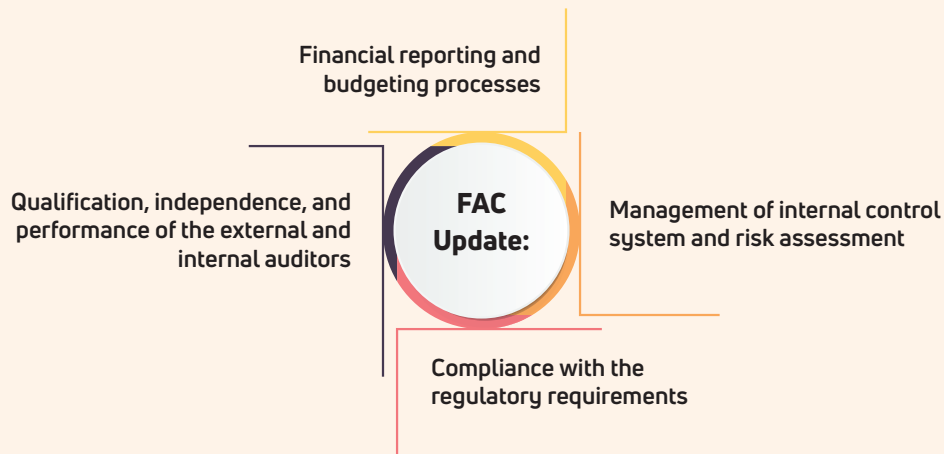 Financial reporting and
budgeting processes
Qualification, independence, and
performance of the external and
internal auditors
FAC
Update:
Management of internal control
system and risk assessment
Compliance with the
regulatory requirements